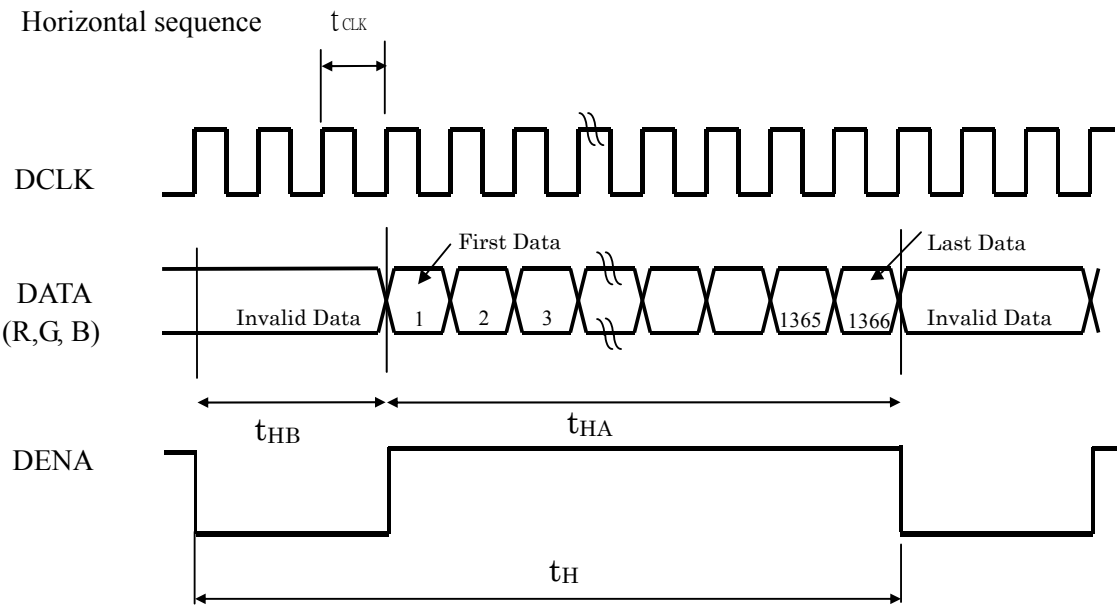 Horizontal sequence
tCLK
DCLK
First Data
Last Data
DATA
(R,G, B)
Invalid Data
1
2
3
1365
1366
Invalid Data
tHB
tHA
DENA
tH